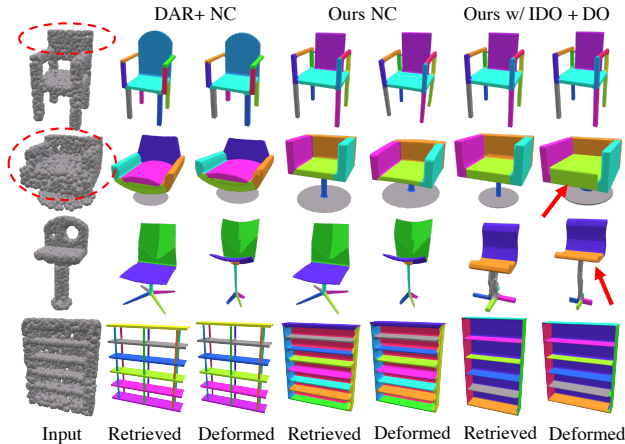 DAR+ NC Ours NC Ours w/ IDO + DO
Input Retrieved Deformed Retrieved Deformed Retrieved Deformed